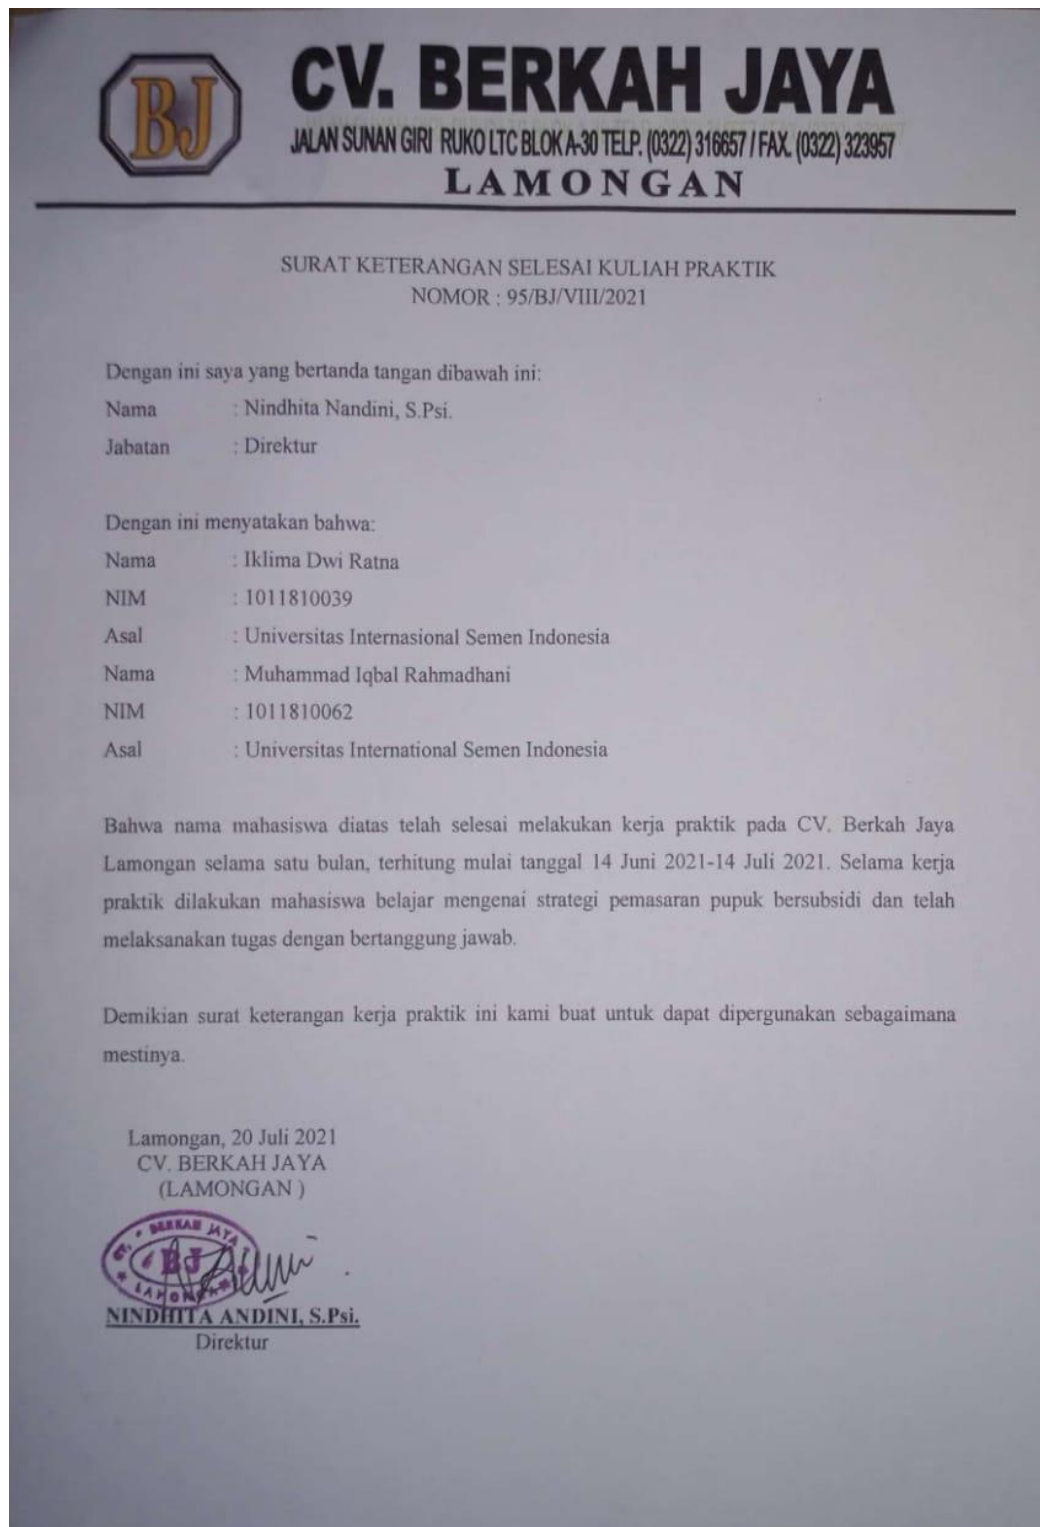 BJ
CV. BERKAH JAYA
JALAN SUNAN GIRI RUKO LTC BLOK A-30 TELP. (0322) 316657 / FAX. (0322) 323957
LAMONGAN
SURAT KETERANGAN SELESAI KULIAH PRAKTIK
NOMOR : 95/BJ/VIII/2021
Dengan ini saya yang bertanda tangan dibawah ini:
Nama : Nindhita Nandini, S.Psi.
Jabatan : Direktur
Dengan ini menyatakan bahwa:
Nama : Iklima Dwi Ratna
NIM : 1011810039
Asal : Universitas Internasional Semen Indonesia
Nama : Muhammad Iqbal Rahmadhani
NIM : 1011810062
Asal : Universitas International Semen Indonesia
Bahwa nama mahasiswa diatas telah selesai melakukan kerja praktik pada CV. Berkah Jaya
Lamongan selama satu bulan, terhitung mulai tanggal 14 Juni 2021-14 Juli 2021. Selama kerja
praktik dilakukan mahasiswa belajar mengenai strategi pemasaran pupuk bersubsidi dan telah
melaksanakan tugas dengan bertanggung jawab.
Demikian surat keterangan kerja praktik ini kami buat untuk dapat dipergunakan sebagaimana
mestinya.
Lamongan, 20 Juli 2021
CV. BERKAH JAYA
(LAMONGAN )
CV. BERKAH JAYA
BJ
LAMONGAN
NINDHITA ANDINI, S.Psi.
Direktur